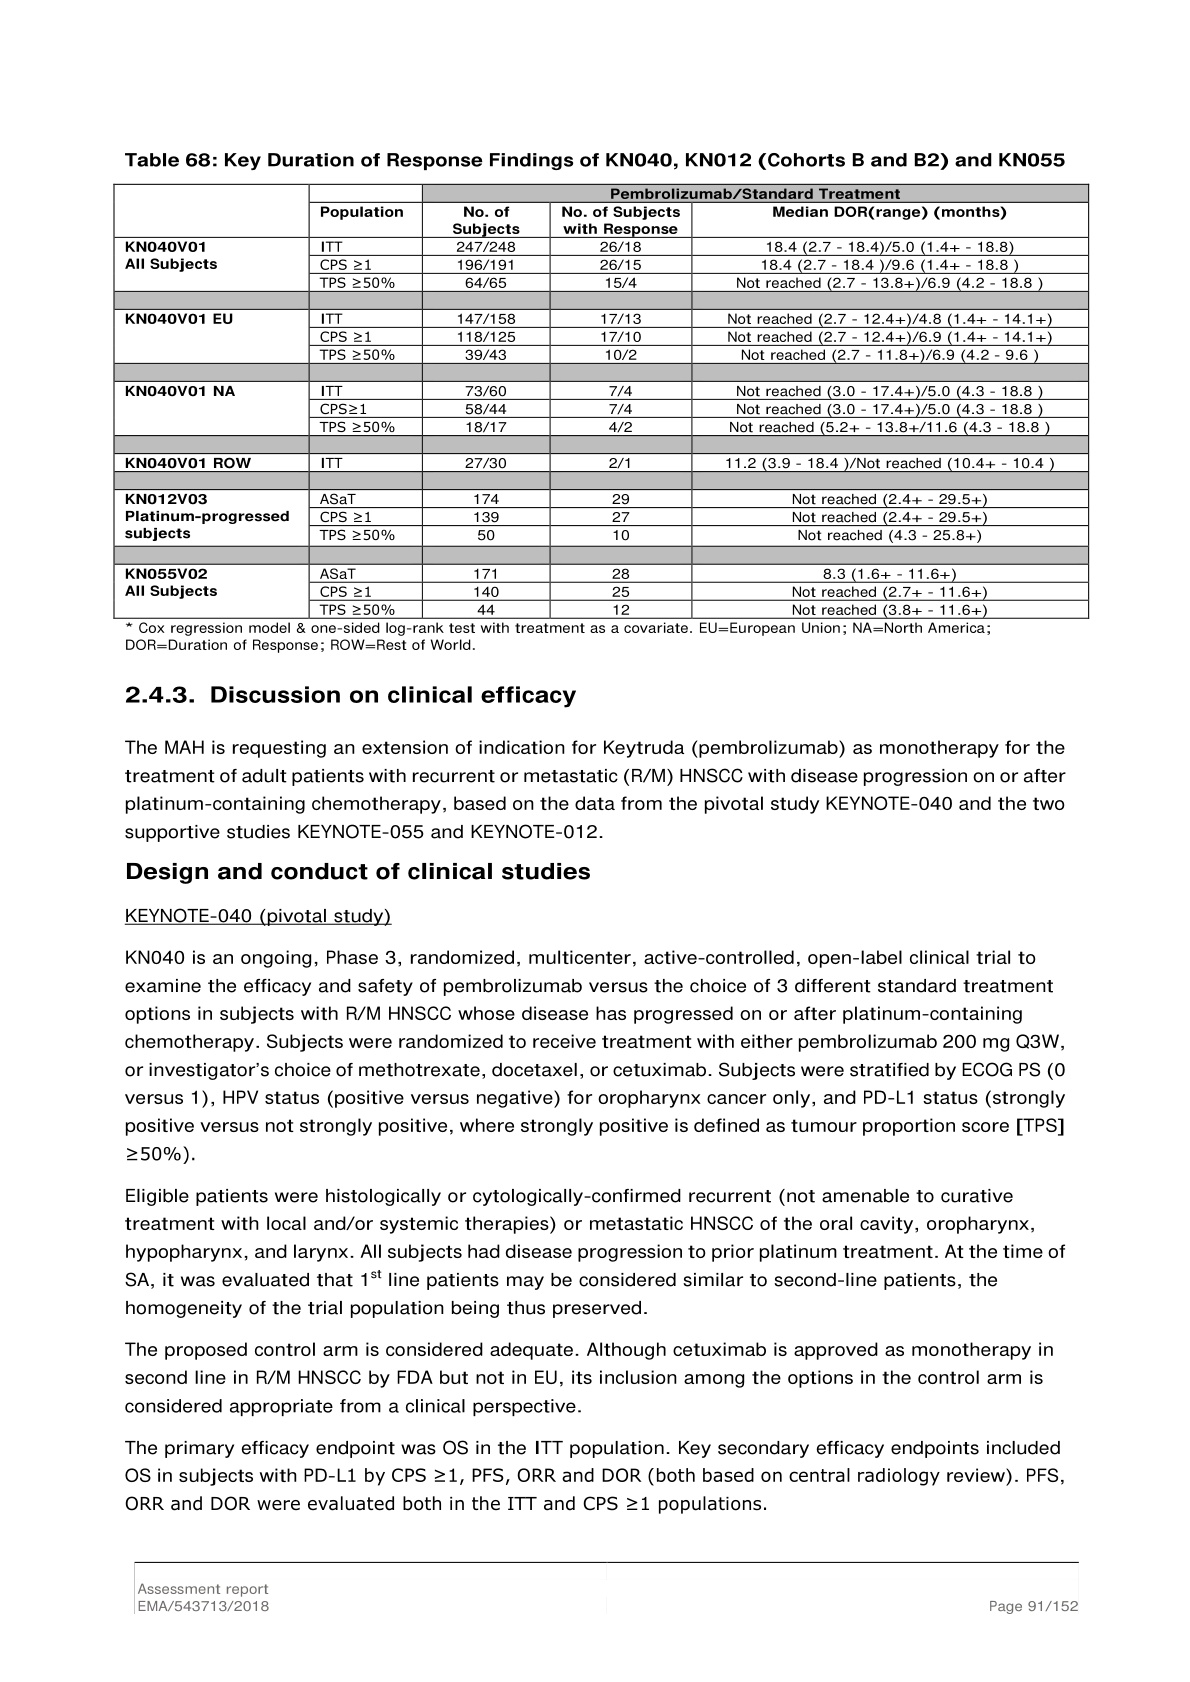 Table 68: Key Duration of Response Findings of KN040, KN012 (Cohorts B and B2) and KN055
Pembrolizumab/Standard Treatment
Population No. of Subjects No. of Subjects with Response Median DOR(range) (months)
KN040V01 All Subjects
ITT 247/248 26/18 18.4 (2.7 - 18.4)/5.0 (1.4+ - 18.8)
CPS ≥1 196/191 26/15 18.4 (2.7 - 18.4 )/9.6 (1.4+ - 18.8 )
TPS ≥50% 64/65 15/4 Not reached (2.7 - 13.8+)/6.9 (4.2 - 18.8 )
KN040V01 EU ITT 147/158 17/13 Not reached (2.7 - 12.4+)/4.8 (1.4+ - 14.1+)
CPS ≥1 118/125 17/10 Not reached (2.7 - 12.4+)/6.9 (1.4+ - 14.1+)
TPS ≥50% 39/43 10/2 Not reached (2.7 - 11.8+)/6.9 (4.2 - 9.6 )
KN040V01 NA ITT 73/60 7/4 Not reached (3.0 - 17.4+)/5.0 (4.3 - 18.8 )
CPS≥1 58/44 7/4 Not reached (3.0 - 17.4+)/5.0 (4.3 - 18.8 )
TPS ≥50% 18/17 4/2 Not reached (5.2+ - 13.8+/11.6 (4.3 - 18.8 )
KN040V01 ROW ITT 27/30 2/1 11.2 (3.9 - 18.4 )/Not reached (10.4+ - 10.4 )
KN012V03 Platinum-progressed subjects
ASaT 174 29 Not reached (2.4+ - 29.5+)
CPS ≥1 139 27 Not reached (2.4+ - 29.5+)
TPS ≥50% 50 10 Not reached (4.3 - 25.8+)
KN055V02 All Subjects
ASaT 171 28 8.3 (1.6+ - 11.6+)
CPS ≥1 140 25 Not reached (2.7+ - 11.6+)
TPS ≥50% 44 12 Not reached (3.8+ - 11.6+)
* Cox regression model & one-sided log-rank test with treatment as a covariate. EU=European Union; NA=North America;
DOR=Duration of Response; ROW=Rest of World.
2.4.3. Discussion on clinical efficacy
The MAH is requesting an extension of indication for Keytruda (pembrolizumab) as monotherapy for the
treatment of adult patients with recurrent or metastatic (R/M) HNSCC with disease progression on or after
platinum-containing chemotherapy, based on the data from the pivotal study KEYNOTE-040 and the two
supportive studies KEYNOTE-055 and KEYNOTE-012.
Design and conduct of clinical studies
KEYNOTE-040 (pivotal study)
KN040 is an ongoing, Phase 3, randomized, multicenter, active-controlled, open-label clinical trial to
examine the efficacy and safety of pembrolizumab versus the choice of 3 different standard treatment
options in subjects with R/M HNSCC whose disease has progressed on or after platinum-containing
chemotherapy. Subjects were randomized to receive treatment with either pembrolizumab 200 mg Q3W,
or investigator's choice of methotrexate, docetaxel, or cetuximab. Subjects were stratified by ECOG PS (0
versus 1), HPV status (positive versus negative) for oropharynx cancer only, and PD-L1 status (strongly
positive versus not strongly positive, where strongly positive is defined as tumour proportion score [TPS]
≥50%).
Eligible patients were histologically or cytologically-confirmed recurrent (not amenable to curative
treatment with local and/or systemic therapies) or metastatic HNSCC of the oral cavity, oropharynx,
hypopharynx, and larynx. All subjects had disease progression to prior platinum treatment. At the time of
SA, it was evaluated that 1st line patients may be considered similar to second-line patients, the
homogeneity of the trial population being thus preserved.
The proposed control arm is considered adequate. Although cetuximab is approved as monotherapy in
second line in R/M HNSCC by FDA but not in EU, its inclusion among the options in the control arm is
considered appropriate from a clinical perspective.
The primary efficacy endpoint was OS in the ITT population. Key secondary efficacy endpoints included
OS in subjects with PD-L1 by CPS ≥1, PFS, ORR and DOR (both based on central radiology review). PFS,
ORR and DOR were evaluated both in the ITT and CPS ≥1 populations.
Assessment report
EMA/543713/2018 Page 91/152